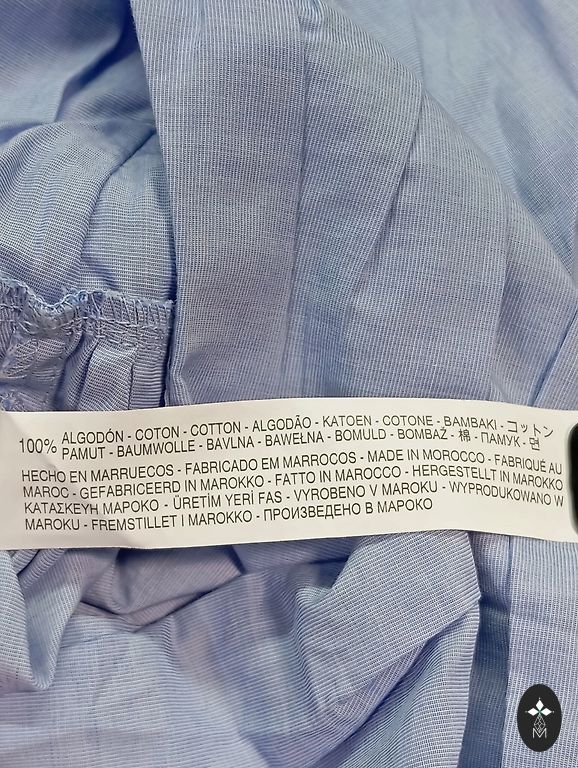 100% ALGODÓN - COTON - COTTON - ALGODÃO - KATOEN - COTONE - BAMBAKI - コットン
PAMUT - BAUMWOLLE - BAVLNA - BAWEŁNA - BOMULD - BOMBAŽ - 棉 - ПАМУК - 면
HECHO EN MARRUECOS - FABRICADO EM MARROCOS - MADE IN MOROCCO - FABRIQUÉ AU
MAROC - GEFABRICEERD IN MAROKKO - FATTO IN MAROCCO - HERGESTELLT IN MAROKKO
ΚΑΤΑΣΚΕΥΗ ΜΑΡΟΚΟ - ÜRETİM YERİ FAS - VYROBENO V MAROKU - WYPRODUKOWANO W
MAROKU - FREMSTILLET I MAROKKO - ПРОИЗВЕДЕНО В МАРОКО
M